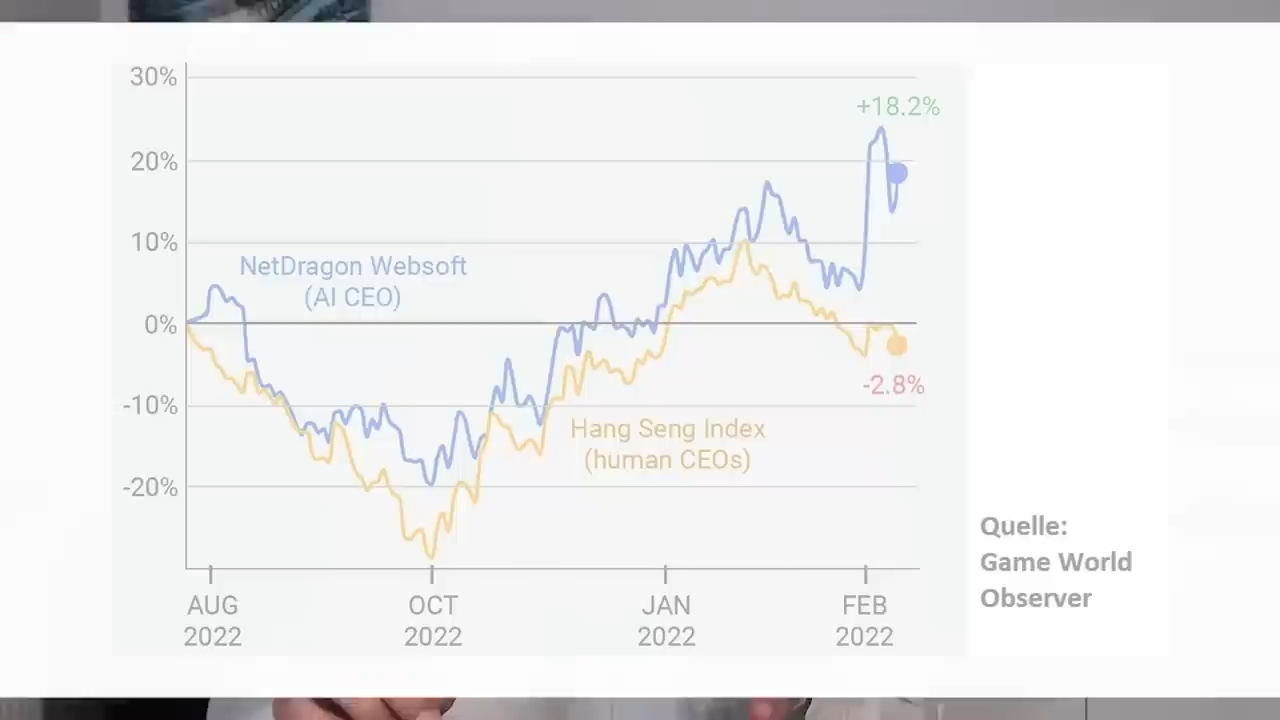 30%
+18.2%
20%
10%
NetDragon Websoft
(AI CEO)
0%
-2.8%
-10%
Hang Seng Index
(human CEOs)
-20%
Quelle:
Game World
Observer
AUG
2022
OCT
2022
JAN
2022
FEB
2022